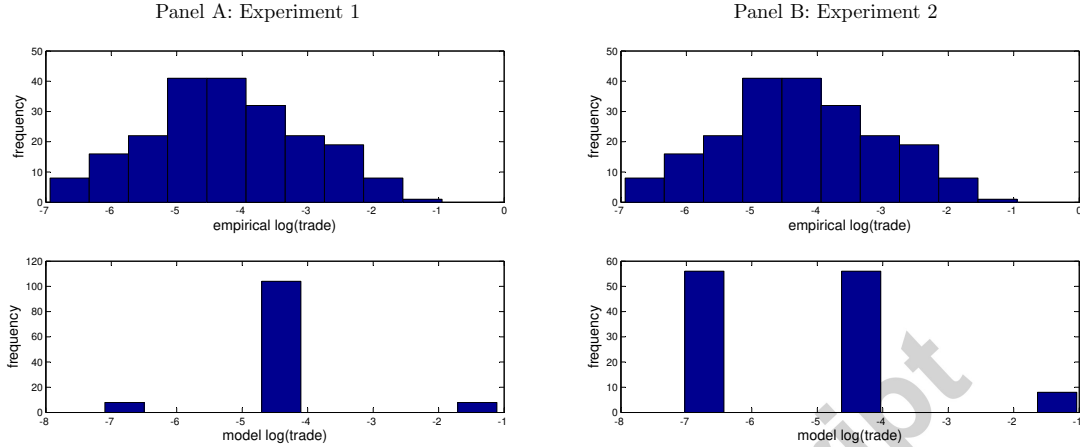 Panel A: Experiment 1
Panel B: Experiment 2
50
40
30
20
10
0
frequency
-7 -6 -5 -4 -3 -2 -1 0
empirical log(trade)
50
40
30
20
10
0
frequency
-7 -6 -5 -4 -3 -2 -1 0
empirical log(trade)
120
100
80
60
40
20
0
frequency
-8 -7 -6 -5 -4 -3 -2 -1
model log(trade)
60
50
40
30
20
10
0
frequency
-8 -7 -6 -5 -4 -3 -2 -1
model log(trade)
ript